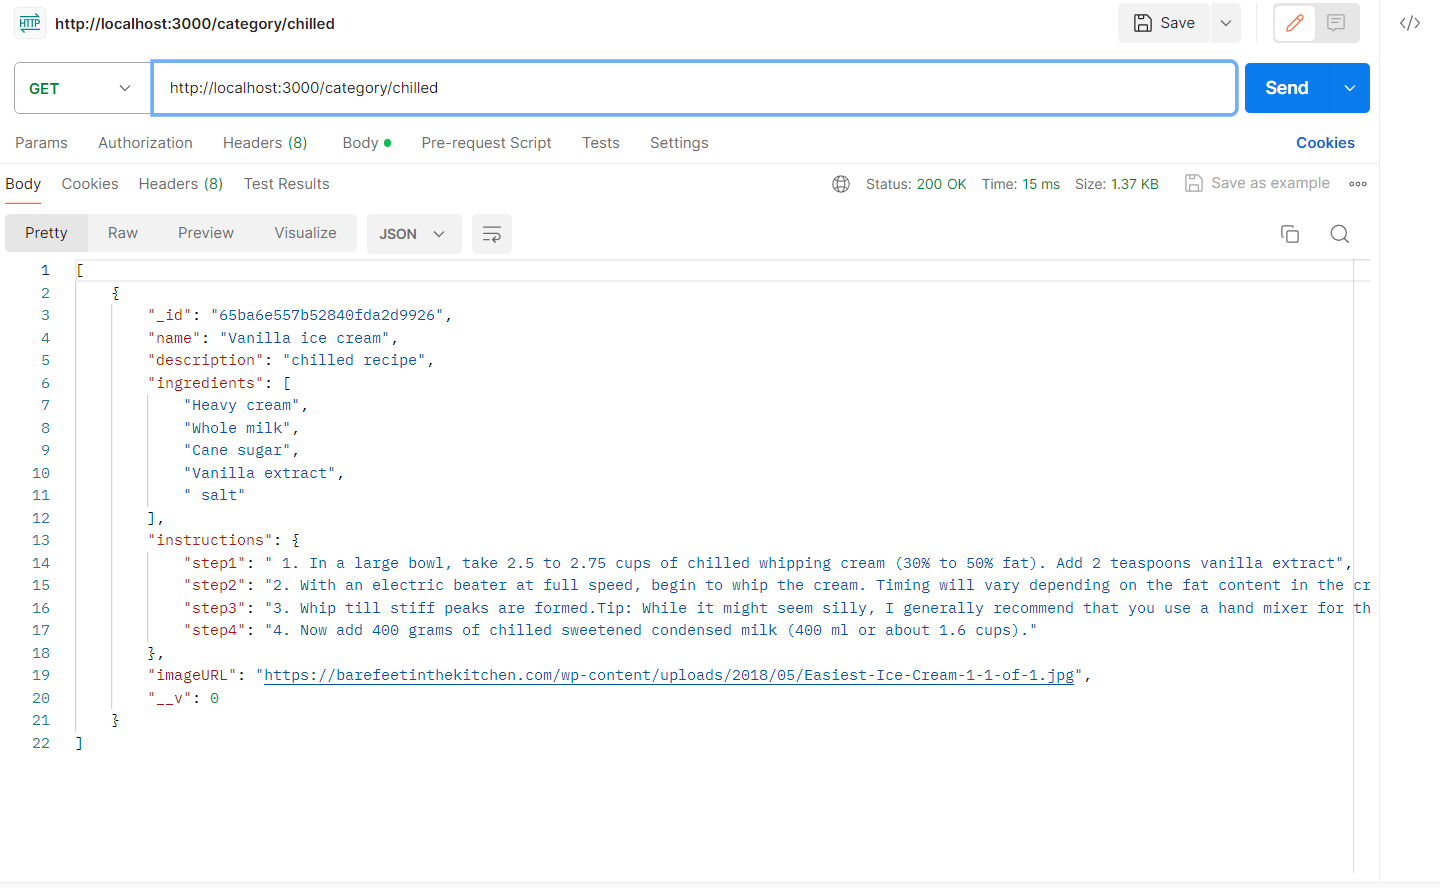 HTTP http://localhost:3000/category/chilled Save </>
GET http://localhost:3000/category/chilled Send
Params Authorization Headers (8) Body Pre-request Script Tests Settings Cookies
Body Cookies Headers (8) Test Results Status: 200 OK Time: 15 ms Size: 1.37 KB Save as example
Pretty Raw Preview Visualize JSON
1 [
2 {
3 "_id": "65ba6e557b52840fda2d9926",
4 "name": "Vanilla ice cream",
5 "description": "chilled recipe",
6 "ingredients": [
7 "Heavy cream",
8 "Whole milk",
9 "Cane sugar",
10 "Vanilla extract",
11 " salt"
12 ],
13 "instructions": {
14 "step1": " 1. In a large bowl, take 2.5 to 2.75 cups of chilled whipping cream (30% to 50% fat). Add 2 teaspoons vanilla extract",
15 "step2": "2. With an electric beater at full speed, begin to whip the cream. Timing will vary depending on the fat content in the cr
16 "step3": "3. Whip till stiff peaks are formed.Tip: While it might seem silly, I generally recommend that you use a hand mixer for th
17 "step4": "4. Now add 400 grams of chilled sweetened condensed milk (400 ml or about 1.6 cups)."
18 },
19 "imageURL": "https://barefeetinthekitchen.com/wp-content/uploads/2018/05/Easiest-Ice-Cream-1-1-of-1.jpg",
20 "__v": 0
21 }
22 ]